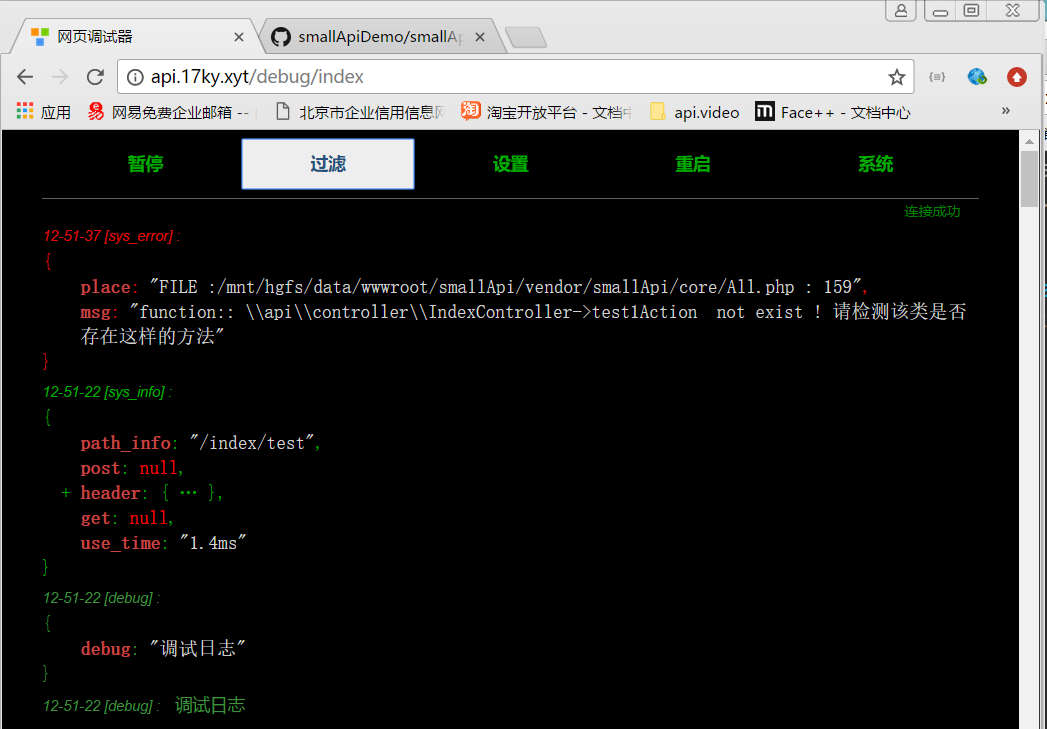 网页调试器
smallApiDemo/smallAp
api.17ky.xyt/debug/index
应用 网易免费企业邮箱 -- 北京市企业信用信息 淘宝开放平台 - 文档 api.video Face++ - 文档中心 »
暂停 过滤 设置 重启 系统
连接成功
12-51-37 [sys_error] :
{
place: "FILE :/mnt/hgfs/data/wwwroot/smallApi/vendor/smallApi/core/All.php : 159",
msg: "function:: \\api\\controller\\IndexController->test1Action  not exist ! 请检测该类是否
存在这样的方法"
}
12-51-22 [sys_info] :
{
path_info: "/index/test",
post: null,
+ header: { ··· },
get: null,
use_time: "1.4ms"
}
12-51-22 [debug] :
{
debug: "调试日志"
}
12-51-22 [debug] : 调试日志